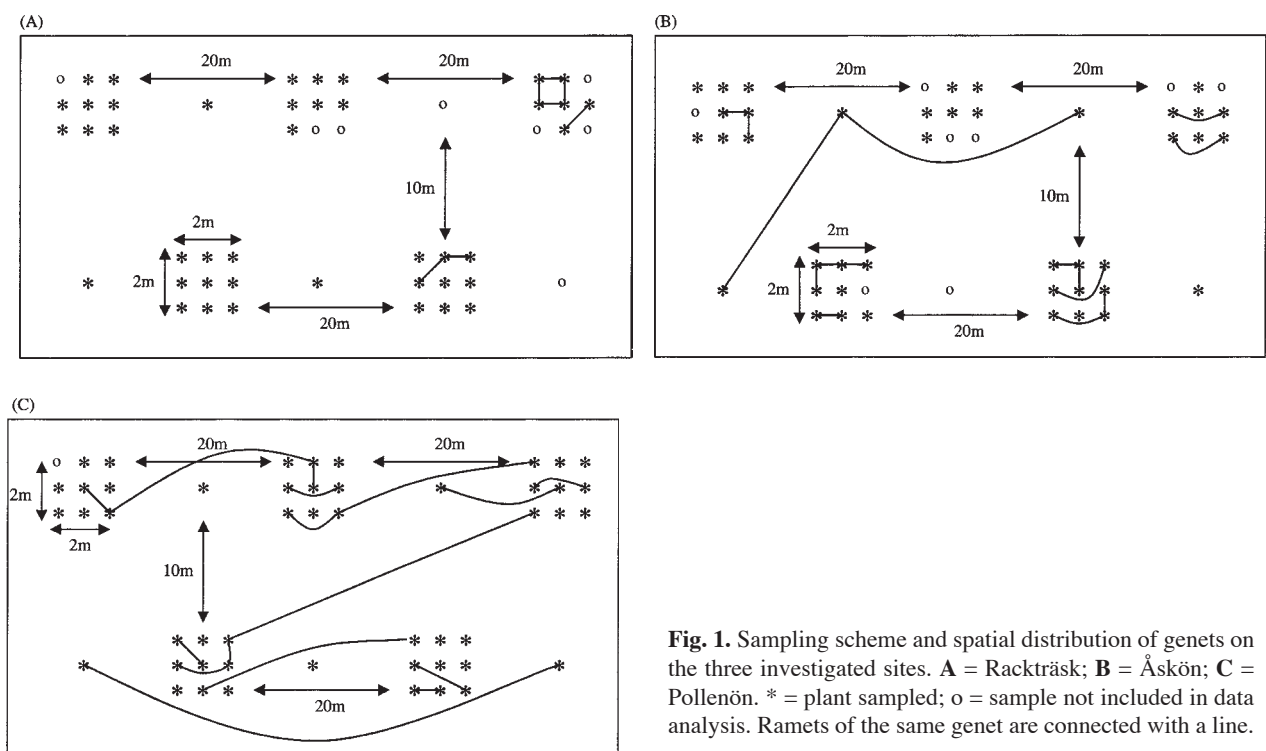 (A)
20m 20m
o * * * * * * * o
* * * * * * * o * * *
* * * * o o o * o
10m
2m
* * * * * *
* 2m * * * * * * * o
* * * * * *
20m
(B)
20m 20m
* * * o * * o * o
o * * * * * * * * * *
* * * * o o * * *
10m
2m
* * * * * *
* 2m * * o o * * * *
* * * * * *
20m
(C)
20m 20m
o * * * * * * * *
2m * * * * * * * * * * *
* * * * * * * * *
2m
10m
* * * * * *
* * * * * * * * *
* * * * * *
20m
Fig. 1. Sampling scheme and spatial distribution of genets on
the three investigated sites. A = Rackträsk; B = Åskön; C =
Pollenön. * = plant sampled; o = sample not included in data
analysis. Ramets of the same genet are connected with a line.